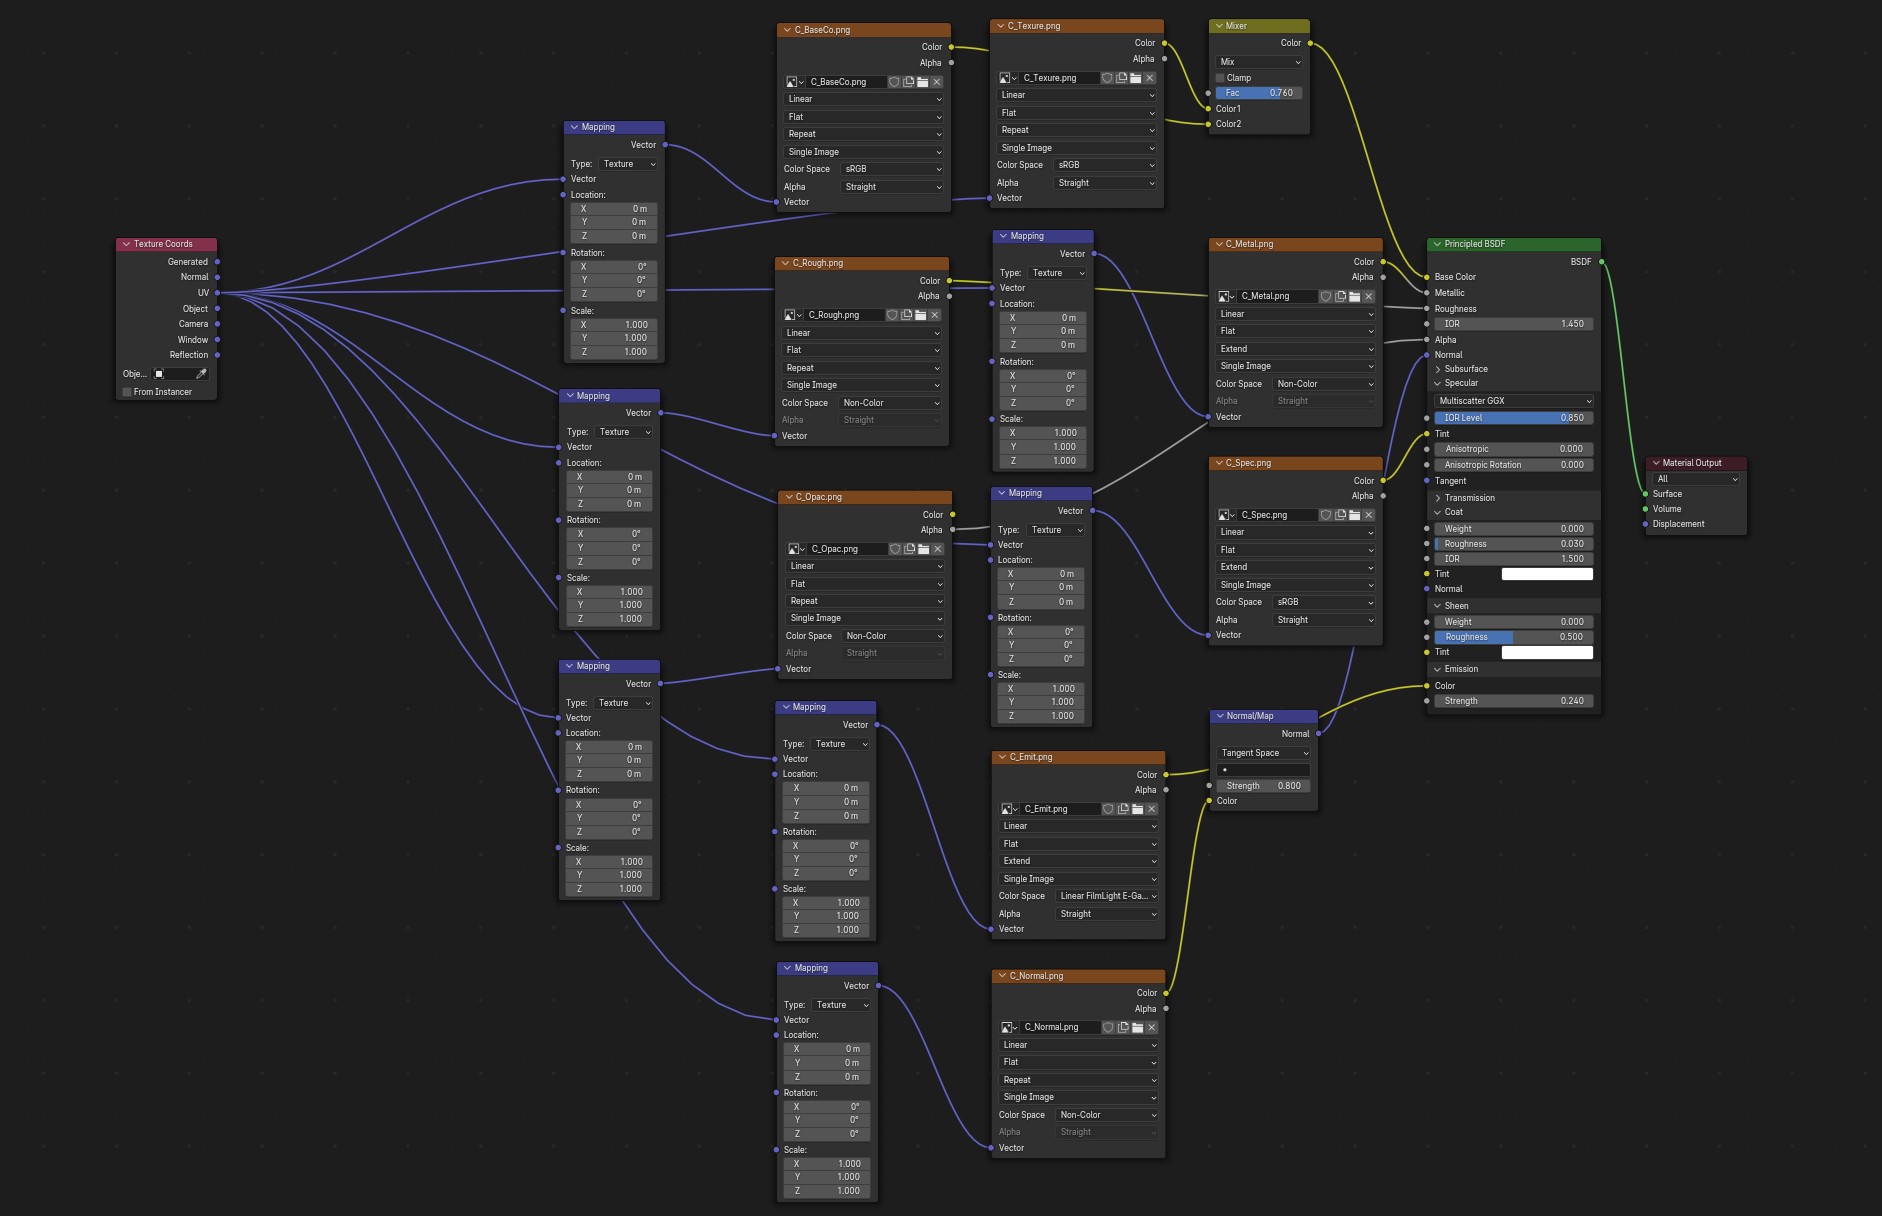 Texture Coords
Generated
Normal
UV
Object
Camera
Window
Reflection
Obje...
From Instancer
Mapping
Vector
Type: Texture
Vector
Location:
X 0 m
Y 0 m
Z 0 m
Rotation:
X 0°
Y 0°
Z 0°
Scale:
X 1.000
Y 1.000
Z 1.000
Mapping
Vector
Type: Texture
Vector
Location:
X 0 m
Y 0 m
Z 0 m
Rotation:
X 0°
Y 0°
Z 0°
Scale:
X 1.000
Y 1.000
Z 1.000
Mapping
Vector
Type: Texture
Vector
Location:
X 0 m
Y 0 m
Z 0 m
Rotation:
X 0°
Y 0°
Z 0°
Scale:
X 1.000
Y 1.000
Z 1.000
C_BaseCo.png
Color
Alpha
C_BaseCo.png
Linear
Flat
Repeat
Single Image
Color Space sRGB
Alpha Straight
Vector
C_Rough.png
Color
Alpha
C_Rough.png
Linear
Flat
Repeat
Single Image
Color Space Non-Color
Alpha Straight
Vector
C_Opac.png
Color
Alpha
C_Opac.png
Linear
Flat
Repeat
Single Image
Color Space Non-Color
Alpha Straight
Vector
Mapping
Vector
Type: Texture
Vector
Location:
X 0 m
Y 0 m
Z 0 m
Rotation:
X 0°
Y 0°
Z 0°
Scale:
X 1.000
Y 1.000
Z 1.000
Mapping
Vector
Type: Texture
Vector
Location:
X 0 m
Y 0 m
Z 0 m
Rotation:
X 0°
Y 0°
Z 0°
Scale:
X 1.000
Y 1.000
Z 1.000
C_Texure.png
Color
Alpha
C_Texure.png
Linear
Flat
Repeat
Single Image
Color Space sRGB
Alpha Straight
Vector
Mapping
Vector
Type: Texture
Vector
Location:
X 0 m
Y 0 m
Z 0 m
Rotation:
X 0°
Y 0°
Z 0°
Scale:
X 1.000
Y 1.000
Z 1.000
Mapping
Vector
Type: Texture
Vector
Location:
X 0 m
Y 0 m
Z 0 m
Rotation:
X 0°
Y 0°
Z 0°
Scale:
X 1.000
Y 1.000
Z 1.000
C_Emit.png
Color
Alpha
C_Emit.png
Linear
Flat
Extend
Single Image
Color Space Linear FilmLight E-Ga...
Alpha Straight
Vector
C_Normal.png
Color
Alpha
C_Normal.png
Linear
Flat
Repeat
Single Image
Color Space Non-Color
Alpha Straight
Vector
Mixer
Color
Mix
Clamp
Fac 0.760
Color1
Color2
C_Metal.png
Color
Alpha
C_Metal.png
Linear
Flat
Extend
Single Image
Color Space Non-Color
Alpha Straight
Vector
C_Spec.png
Color
Alpha
C_Spec.png
Linear
Flat
Extend
Single Image
Color Space sRGB
Alpha Straight
Vector
Normal/Map
Normal
Tangent Space
Strength 0.800
Color
Principled BSDF
BSDF
Base Color
Metallic
Roughness
IOR 1.450
Alpha
Normal
Subsurface
Specular
Multiscatter GGX
IOR Level 0.850
Tint
Anisotropic 0.000
Anisotropic Rotation 0.000
Tangent
Transmission
Coat
Weight 0.000
Roughness 0.030
IOR 1.500
Tint
Normal
Sheen
Weight 0.000
Roughness 0.500
Tint
Emission
Color
Strength 0.240
Material Output
All
Surface
Volume
Displacement